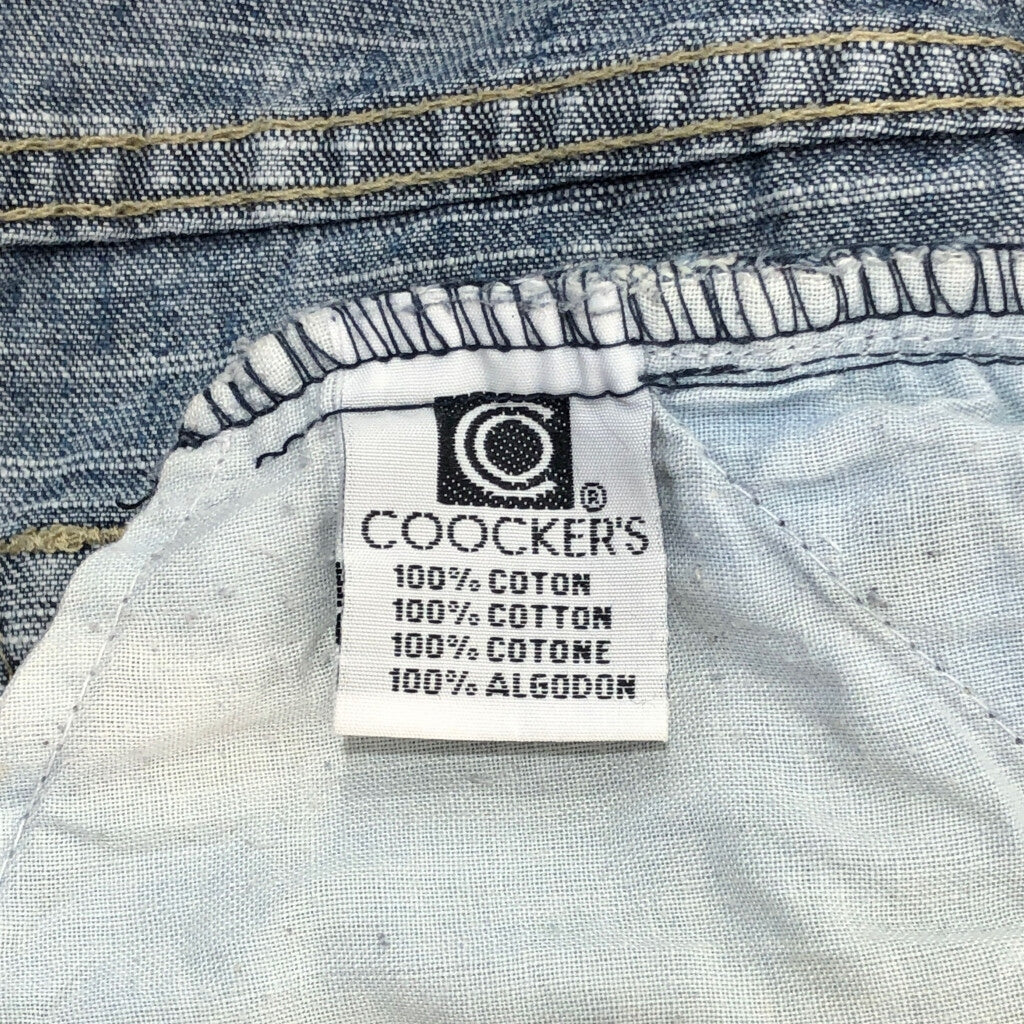 ®
COOCKER'S
100% COTON
100% COTTON
100% COTONE
100% ALGODON